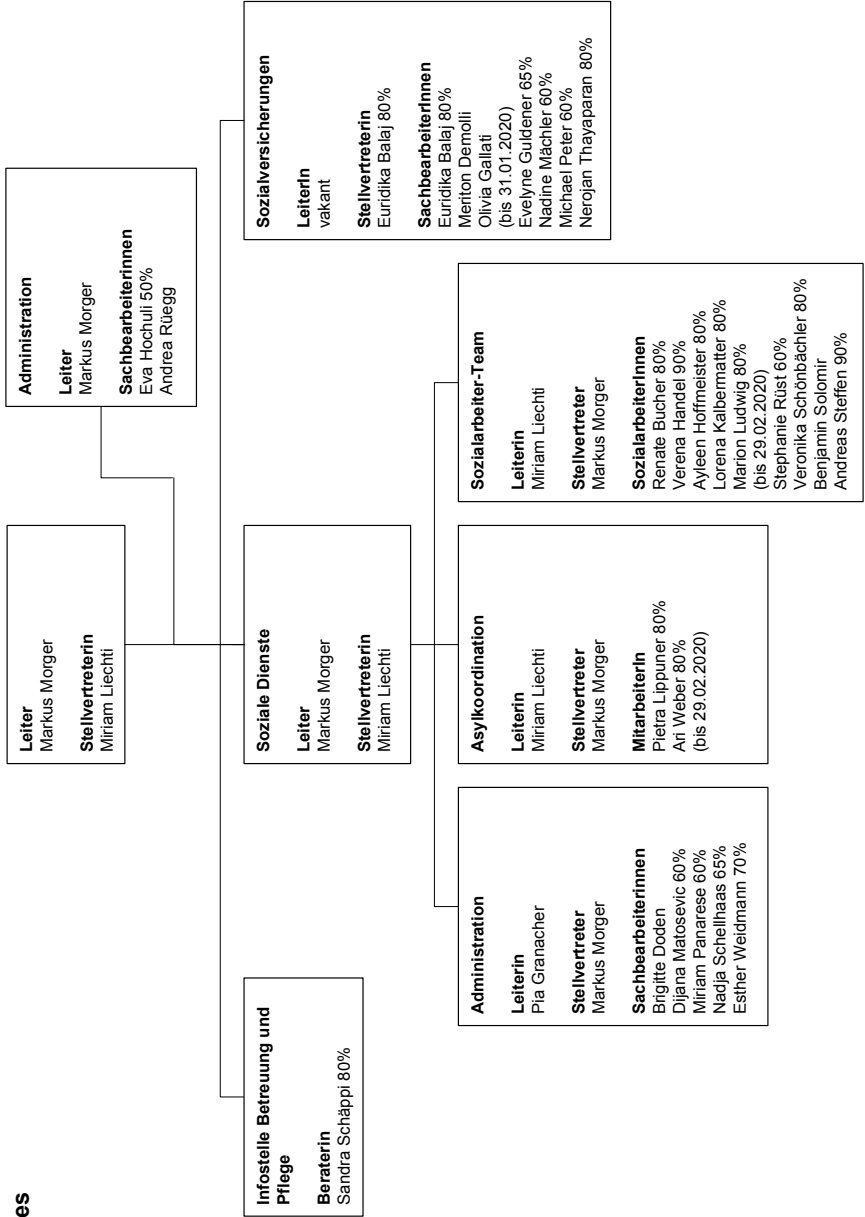 es
Leiter
Markus Morger
Stellvertreterin
Miriam Liechti
Administration
Leiter
Markus Morger
Sachbearbeiterinnen
Eva Hochuli 50%
Andrea Rüegg
Infostelle Betreuung und
Pflege
Beraterin
Sandra Schäppi 80%
Soziale Dienste
Leiter
Markus Morger
Stellvertreterin
Miriam Liechti
Sozialversicherungen
LeiterIn
vakant
Stellvertreterin
Euridika Balaj 80%
SachbearbeiterInnen
Euridika Balaj 80%
Meriton Demolli
Olivia Gallati
(bis 31.01.2020)
Evelyne Guldener 65%
Nadine Mächler 60%
Michael Peter 60%
Nerojan Thayaparan 80%
Administration
Leiterin
Pia Granacher
Stellvertreter
Markus Morger
Sachbearbeiterinnen
Brigitte Doden
Dijana Matosevic 60%
Miriam Panarese 60%
Nadja Schellhaas 65%
Esther Weidmann 70%
Asylkoordination
Leiterin
Miriam Liechti
Stellvertreter
Markus Morger
MitarbeiterIn
Pietra Lippuner 80%
Ari Weber 80%
(bis 29.02.2020)
Sozialarbeiter-Team
Leiterin
Miriam Liechti
Stellvertreter
Markus Morger
SozialarbeiterInnen
Renate Bucher 80%
Verena Handel 90%
Ayleen Hoffmeister 80%
Lorena Kalbermatter 80%
Marion Ludwig 80%
(bis 29.02.2020)
Stephanie Rüst 60%
Veronika Schönbächler 80%
Benjamin Solomir
Andreas Steffen 90%